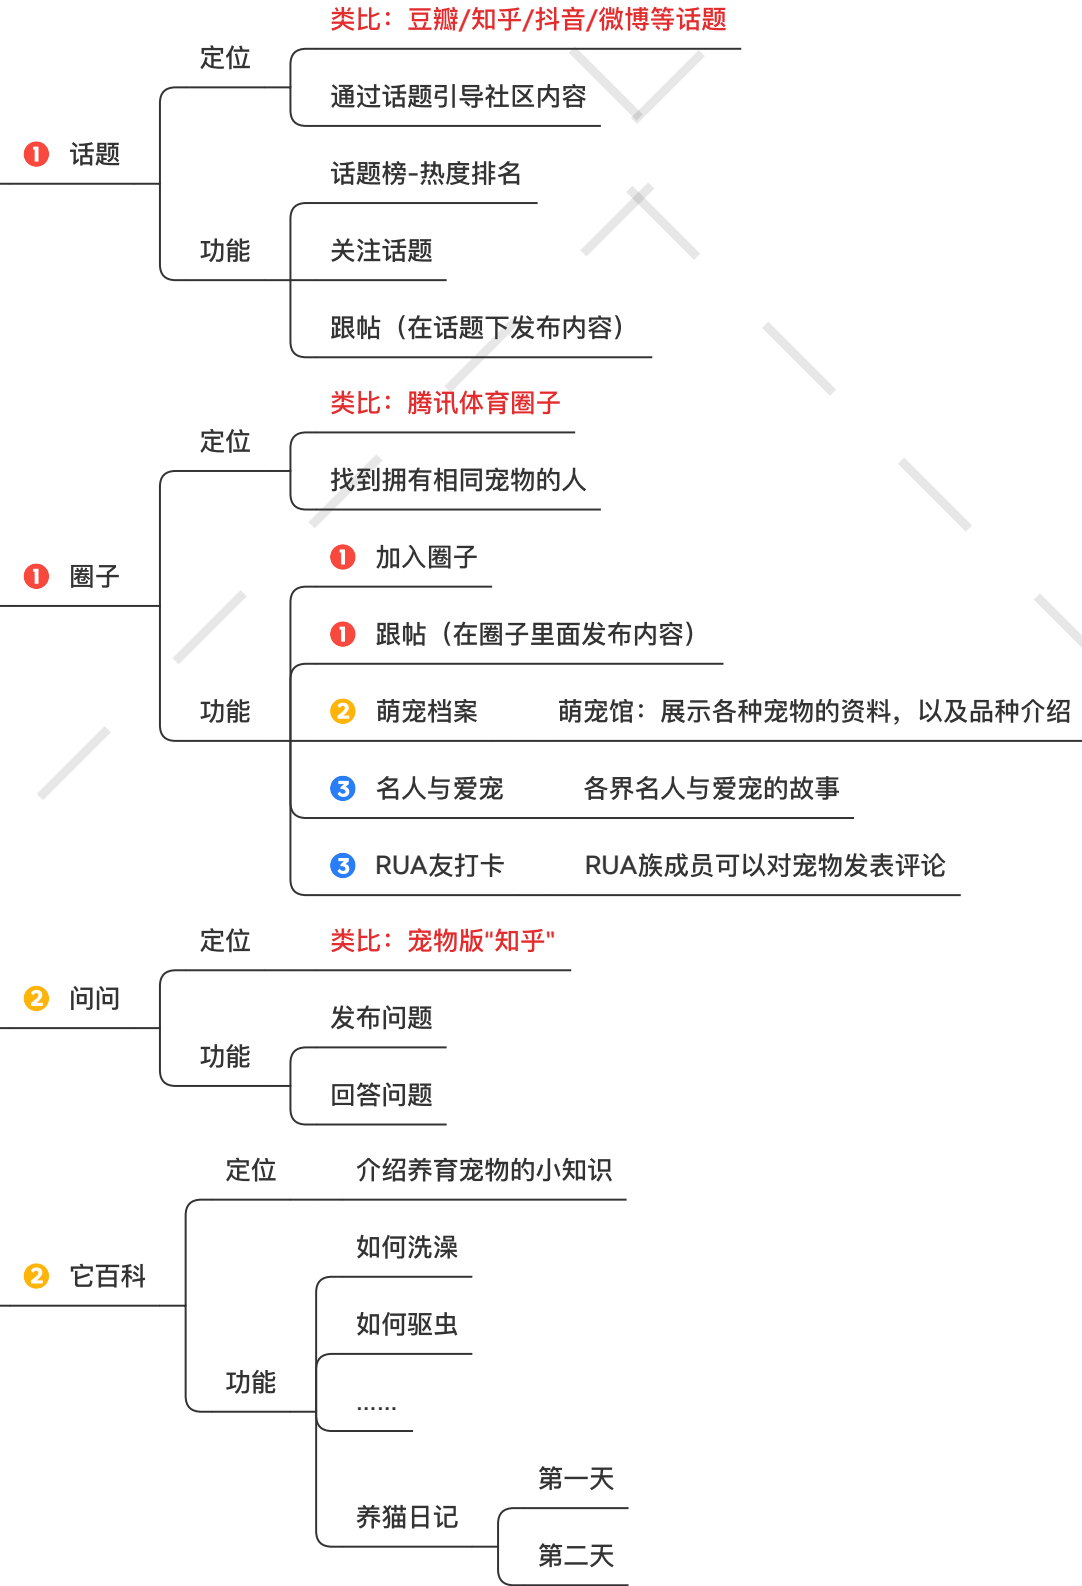 类比：豆瓣/知乎/抖音/微博等话题
定位
通过话题引导社区内容
1 话题
话题榜-热度排名
功能
关注话题
跟帖（在话题下发布内容）
类比：腾讯体育圈子
定位
找到拥有相同宠物的人
1 加入圈子
1 圈子
1 跟帖（在圈子里面发布内容）
功能
2 萌宠档案 萌宠馆：展示各种宠物的资料，以及品种介绍
3 名人与爱宠 各界名人与爱宠的故事
3 RUA友打卡 RUA族成员可以对宠物发表评论
定位 类比：宠物版"知乎"
2 问问
发布问题
功能
回答问题
定位 介绍养育宠物的小知识
如何洗澡
2 它百科
如何驱虫
功能
……
第一天
养猫日记
第二天